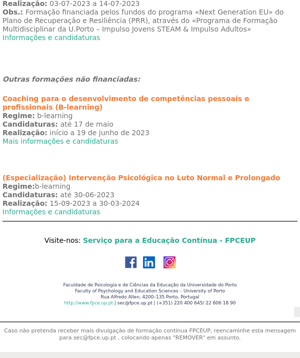 Realização: 03-07-2023 a 14-07-2023
Obs.: Formação financiada pelos fundos do programa «Next Generation EU» do
Plano de Recuperação e Resiliência (PRR), através do «Programa de Formação
Multidisciplinar da U.Porto – Impulso Jovens STEAM & Impulso Adultos»
Informações e candidaturas
Outras formações não financiadas:
Coaching para o desenvolvimento de competências pessoais e
profissionais (B-learning)
Regime: b-learning
Candidaturas: até 17 de maio
Realização: início a 19 de junho de 2023
Mais informações e candidaturas
(Especialização) Intervenção Psicológica no Luto Normal e Prolongado
Regime:b-learning
Candidaturas: até 30-06-2023
Realização: 15-09-2023 a 30-03-2024
Informações e candidaturas
Visite-nos: Serviço para a Educação Contínua - FPCEUP
Faculdade de Psicologia e de Ciências da Educação da Universidade do Porto
Faculty of Psychology and Education Sciences - University of Porto
Rua Alfredo Allen, 4200-135 Porto, Portugal
http://www.fpce.up.pt | sec@fpce.up.pt | (+351) 220 400 645/ 22 606 18 90
Caso não pretenda receber mais divulgação de formação contínua FPCEUP, reencaminhe esta mensagem
para sec@fpce.up.pt , colocando apenas "REMOVER" em assunto.